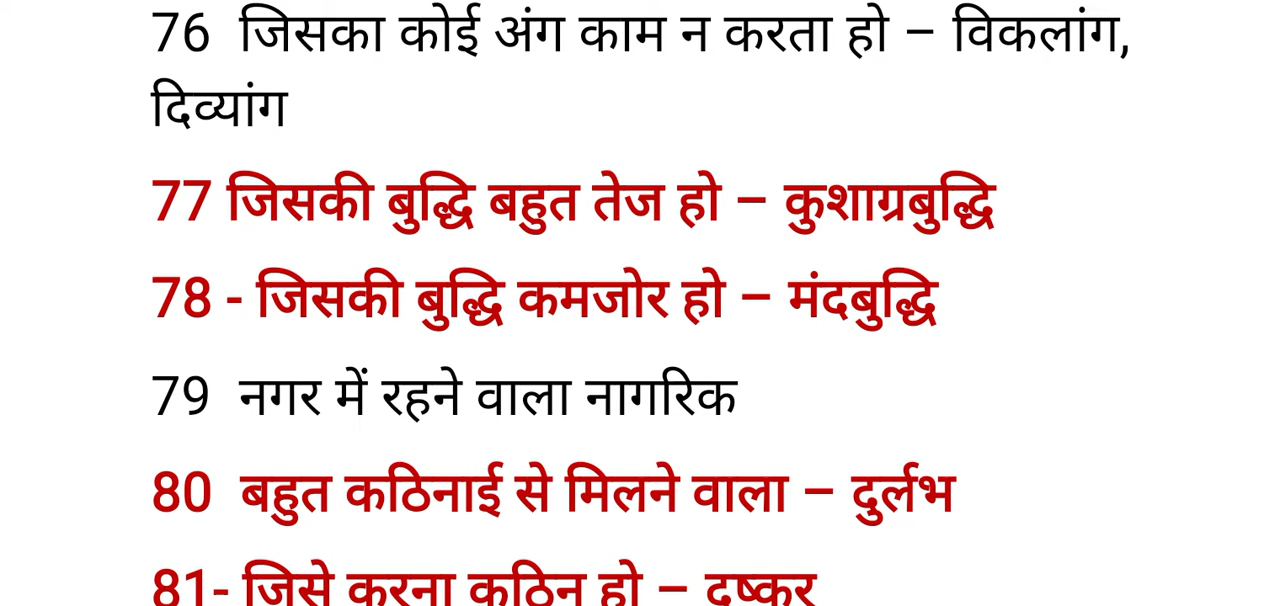 76  जिसका कोई अंग काम न करता हो – विकलांग,
दिव्यांग
77 जिसकी बुद्धि बहुत तेज हो – कुशाग्रबुद्धि
78 - जिसकी बुद्धि कमजोर हो – मंदबुद्धि
79  नगर में रहने वाला नागरिक
80  बहुत कठिनाई से मिलने वाला – दुर्लभ
81- जिसे करना कठिन हो – दुष्कर